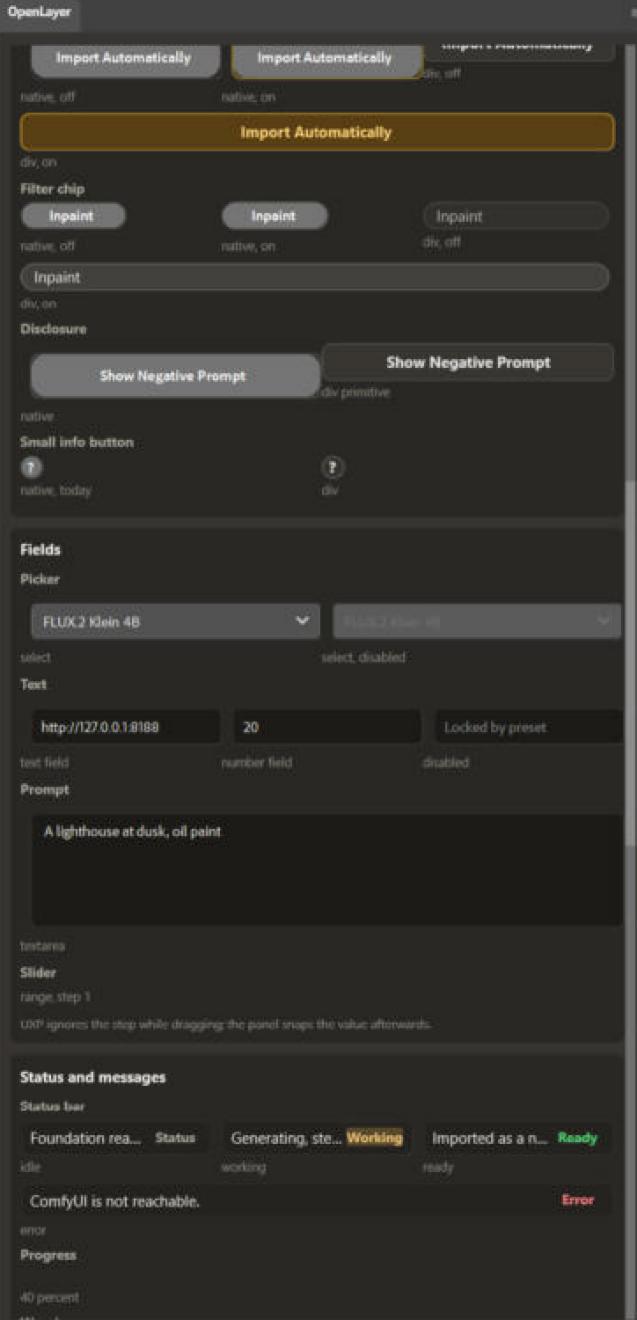 OpenLayer
Import Automatically
Import Automatically
Import Automatically
native, off
native, on
div, off
Import Automatically
div, on
Filter chip
Inpaint
Inpaint
Inpaint
native, off
native, on
div, off
Inpaint
div, on
Disclosure
Show Negative Prompt
Show Negative Prompt
div primitive
native
Small info button
?
?
native, today
div
Fields
Picker
FLUX.2 Klein 4B
FLUX.2 Klein 4B
select
select, disabled
Text
http://127.0.0.1:8188
20
Locked by preset
text field
number field
disabled
Prompt
A lighthouse at dusk, oil paint
textarea
Slider
range, step 1
UXP ignores the step while dragging; the panel snaps the value afterwards.
Status and messages
Status bar
Foundation rea... Status
Generating, ste... Working
Imported as a n... Ready
idle
working
ready
ComfyUI is not reachable. Error
error
Progress
40 percent